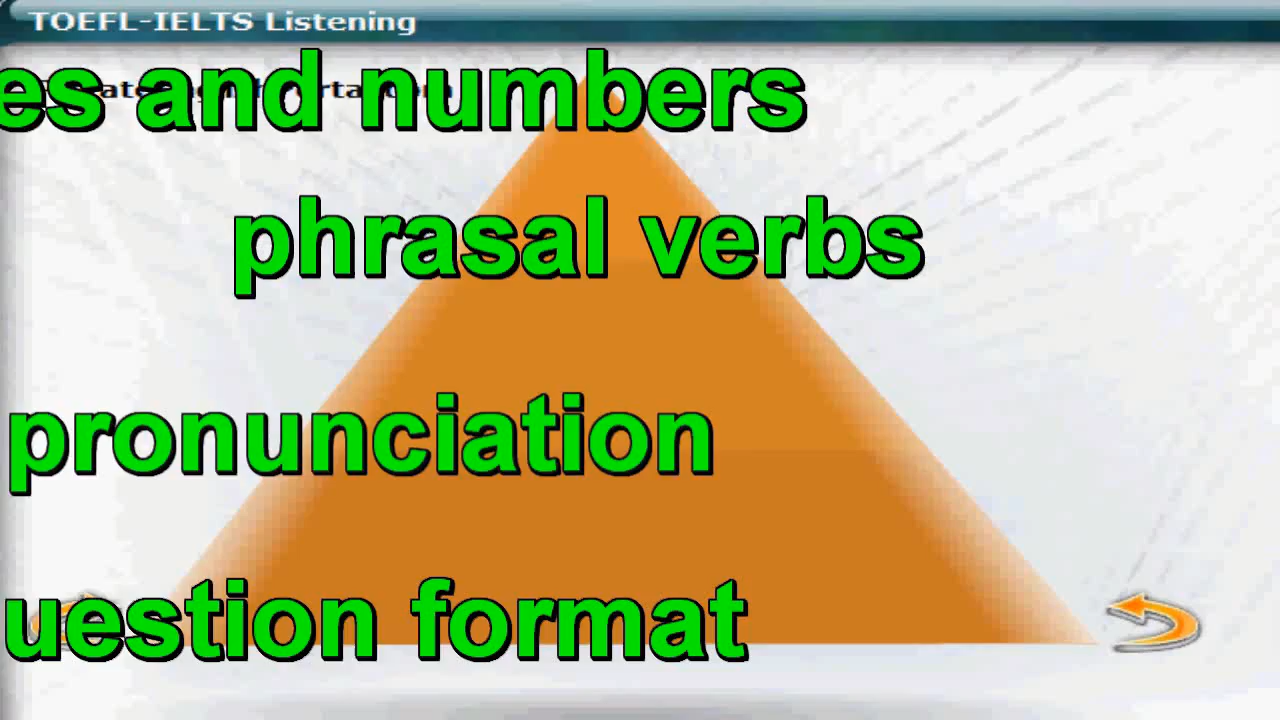 TOEFL-IELTS Listening
es and numbers
phrasal verbs
pronunciation
uestion format